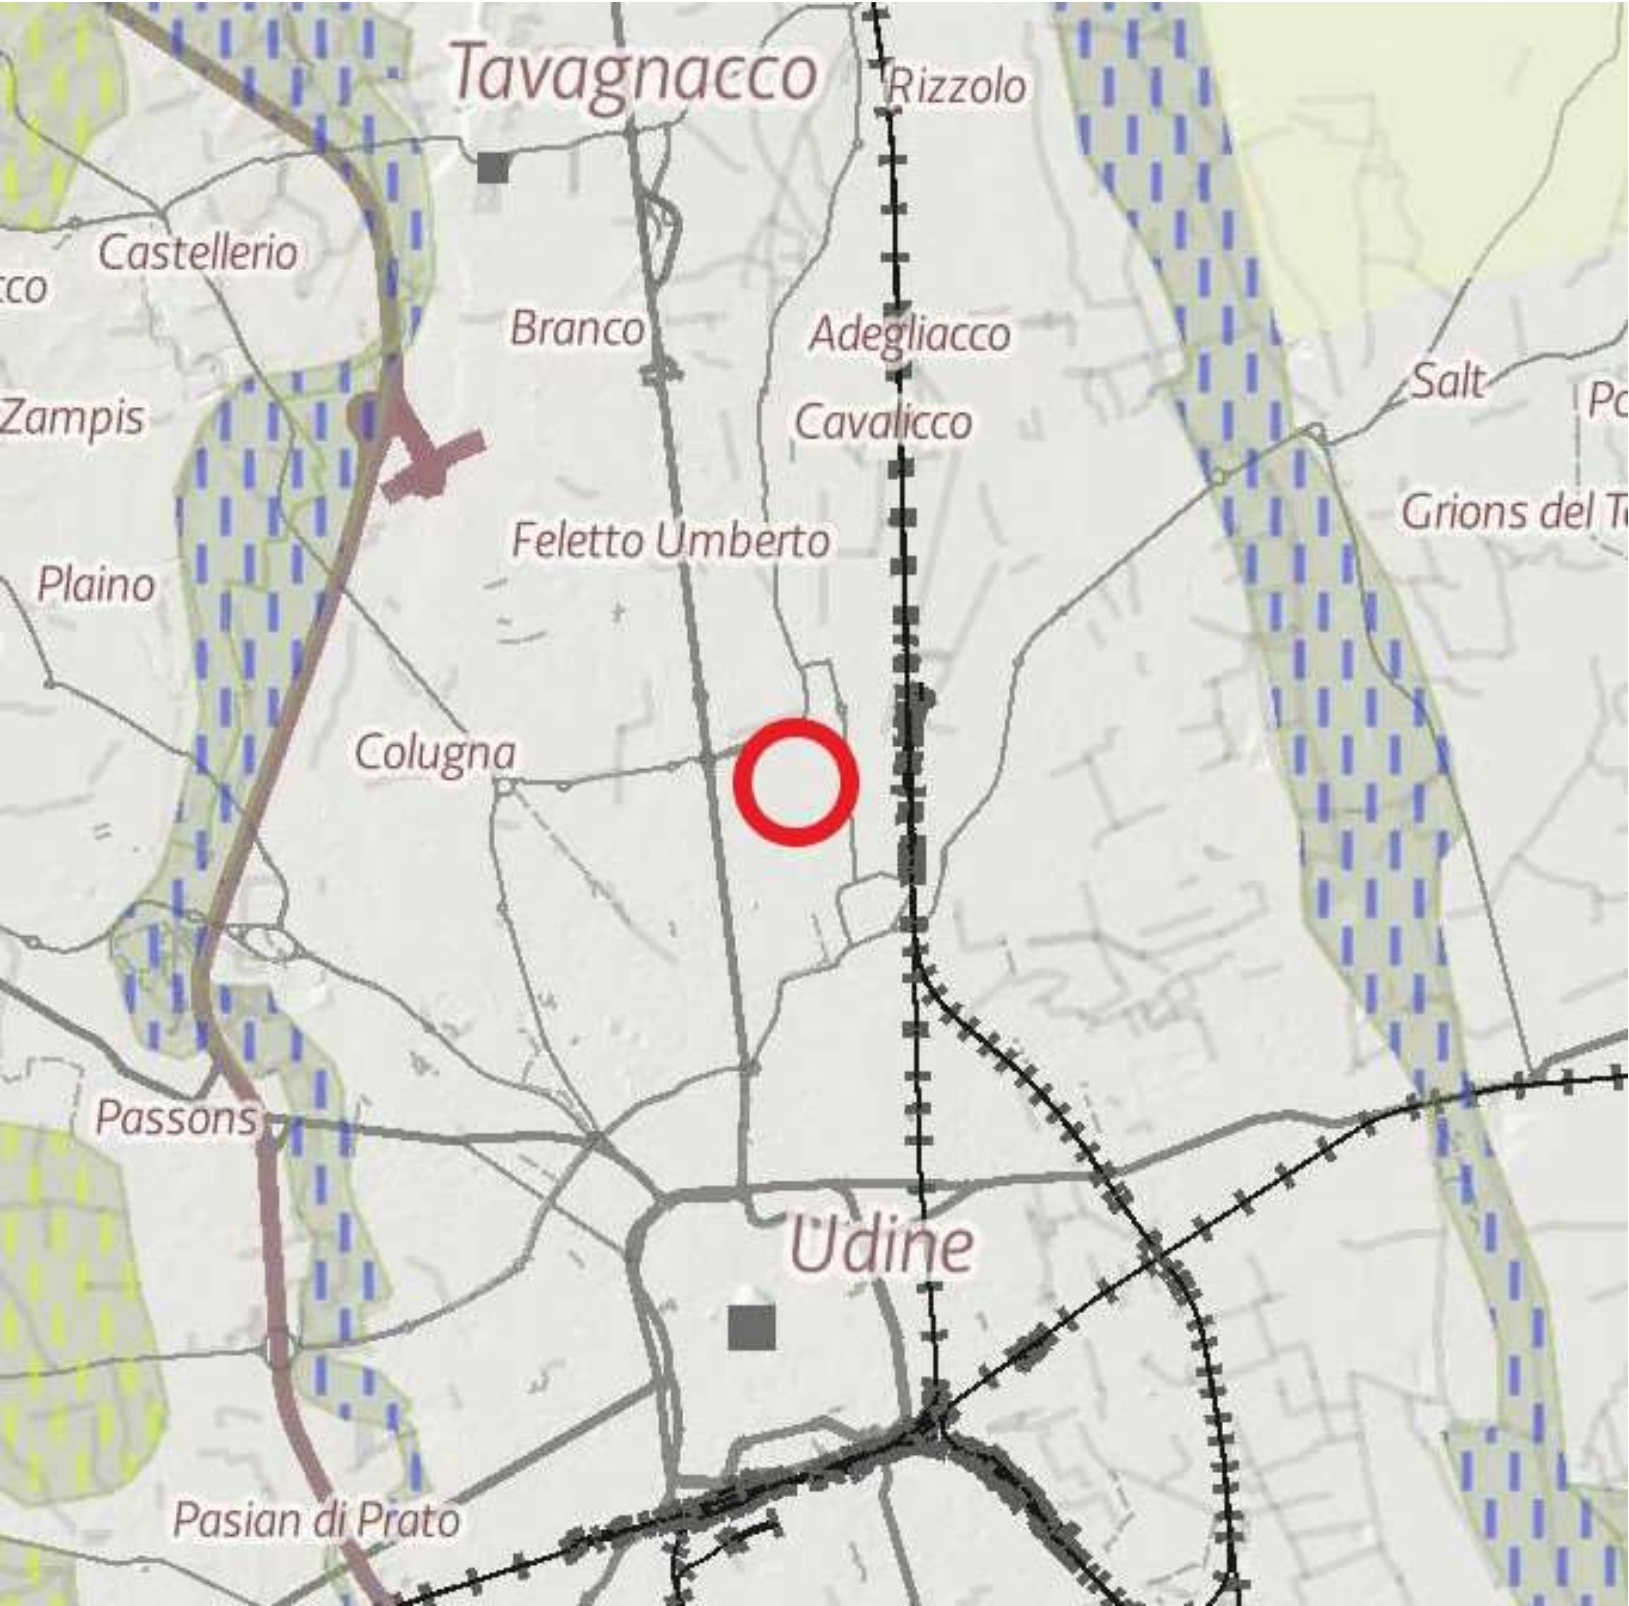 Tavagnacco
Rizzolo
Castellerio
cco
Branco
Adegliacco
Salt
Zampis
Cavalicco
Grions del T
Feletto Umberto
Plaino
Colugna
Passons
Udine
Pasian di Prato